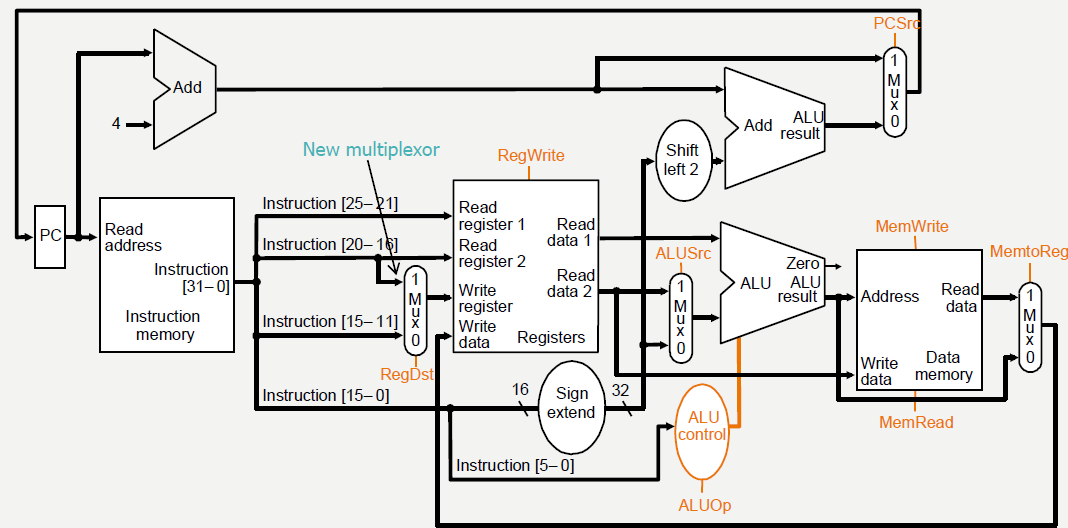 PCSrc
1
M
u
x
0
Add
4
Add
ALU
result
New multiplexor
Shift
left 2
RegWrite
PC
Read
address
Instruction
[31– 0]
Instruction
memory
Instruction [25– 21]
Instruction [20– 16]
Instruction [15– 11]
Instruction [15– 0]
Instruction [5– 0]
1
Mux
0
RegDst
Read
register 1
Read
register 2
Write
register
Write
data
Read
data 1
Read
data 2
Registers
ALUSrc
1
M
u
x
0
Zero
ALU
ALU
result
MemWrite
Address
Read
data
Write
data
Data
memory
MemRead
MemtoReg
1
M
u
x
0
16
Sign
extend
32
ALU
control
ALUOp